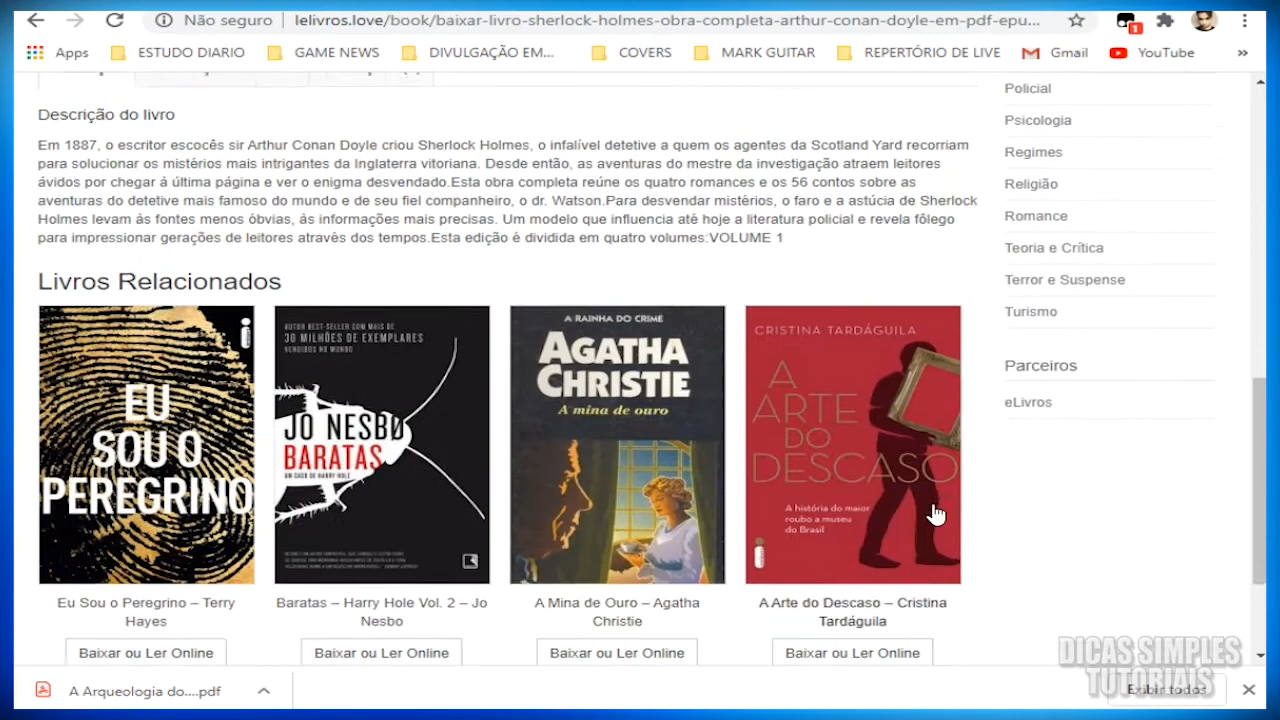 Não seguro
lelivros.love/book/baixar-livro-sherlock-holmes-obra-completa-arthur-conan-doyle-em-pdf-epu...
1
Apps
ESTUDO DIARIO
GAME NEWS
DIVULGAÇÃO EM...
COVERS
MARK GUITAR
REPERTÓRIO DE LIVE
Gmail
YouTube
»
Descrição do livro
Em 1887, o escritor escocês sir Arthur Conan Doyle criou Sherlock Holmes, o infalível detetive a quem os agentes da Scotland Yard recorriam
para solucionar os mistérios mais intrigantes da Inglaterra vitoriana. Desde então, as aventuras do mestre da investigação atraem leitores
ávidos por chegar à última página e ver o enigma desvendado.Esta obra completa reúne os quatro romances e os 56 contos sobre as
aventuras do detetive mais famoso do mundo e de seu fiel companheiro, o dr. Watson.Para desvendar mistérios, o faro e a astúcia de Sherlock
Holmes levam às fontes menos óbvias, às informações mais precisas. Um modelo que influencia até hoje a literatura policial e revela fôlego
para impressionar gerações de leitores através dos tempos.Esta edição é dividida em quatro volumes:VOLUME 1
Livros Relacionados
EU
SOU O
PEREGRINO
Eu Sou o Peregrino – Terry
Hayes
Baixar ou Ler Online
AUTOR BEST-SELLER COM MAIS DE
30 MILHÕES DE EXEMPLARES
VENDIDOS NO MUNDO
JO NESBØ
BARATAS
UM CASO DE HARRY HOLE
Baratas – Harry Hole Vol. 2 – Jo
Nesbo
Baixar ou Ler Online
A RAINHA DO CRIME
AGATHA
CHRISTIE
A mina de ouro
A Mina de Ouro – Agatha
Christie
Baixar ou Ler Online
CRISTINA TARDÁGUILA
A
ARTE
DO
DESCASO
A história do maior
roubo a museu
do Brasil
A Arte do Descaso – Cristina
Tardáguila
Baixar ou Ler Online
Policial
Psicologia
Regimes
Religião
Romance
Teoria e Crítica
Terror e Suspense
Turismo
Parceiros
eLivros
A Arqueologia do....pdf
Exibir todos
DICAS SIMPLES
TUTORIAIS